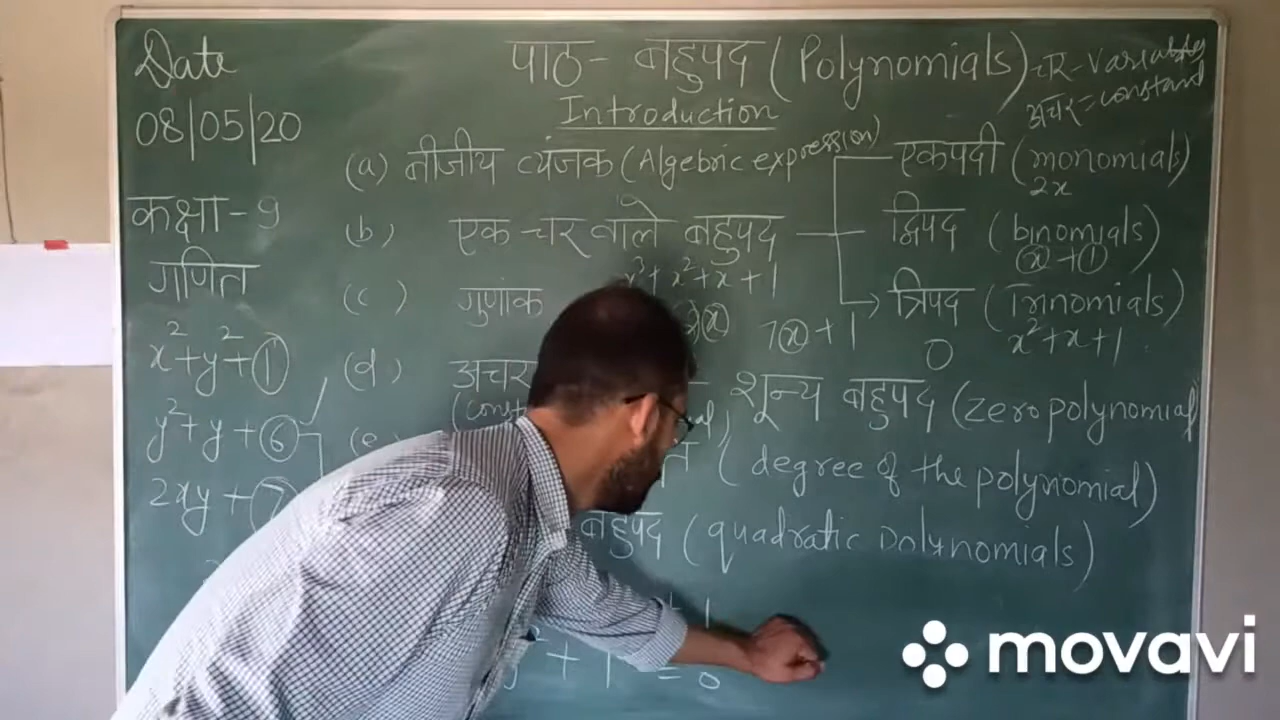 Date
08/05/20
कक्षा - 9
गणित
x² + y² + 1
y² + y + 6
2xy + 7
पाठ - बहुपद (Polynomials)
Introduction
चर - Variables
अचर = constand
(a) बीजीय व्यंजक (Algebric expression)
एकपदी (monomials)
2x
(b) एक चर वाले बहुपद
द्विपद (binomials)
x + 1
x³ + x² + x + 1
(c) गुणांक
7x + 1
त्रिपद (Trinomials)
x² + x + 1
(d) अचर
0
शून्य बहुपद (zero polynomial
(e)
(degree of the polynomial)
बहुपद (quadratic polynomials)
+ 1 = 0
movavi